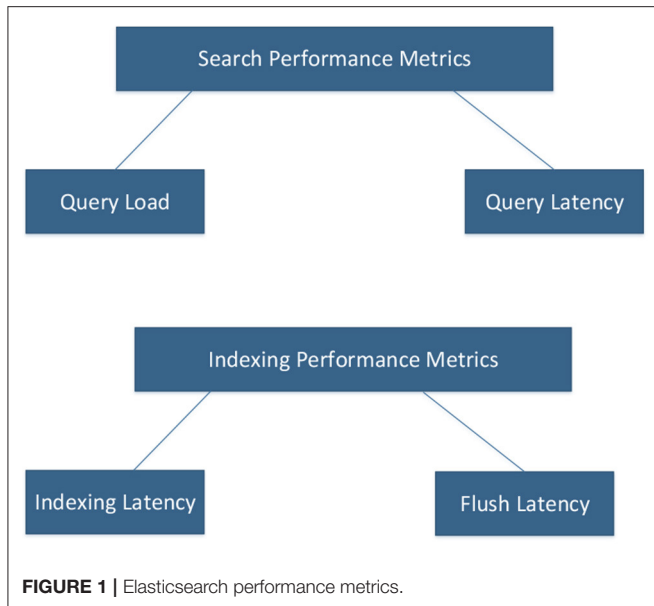 Search Performance Metrics
Query Load
Query Latency
Indexing Performance Metrics
Indexing Latency
Flush Latency
FIGURE 1 | Elasticsearch performance metrics.